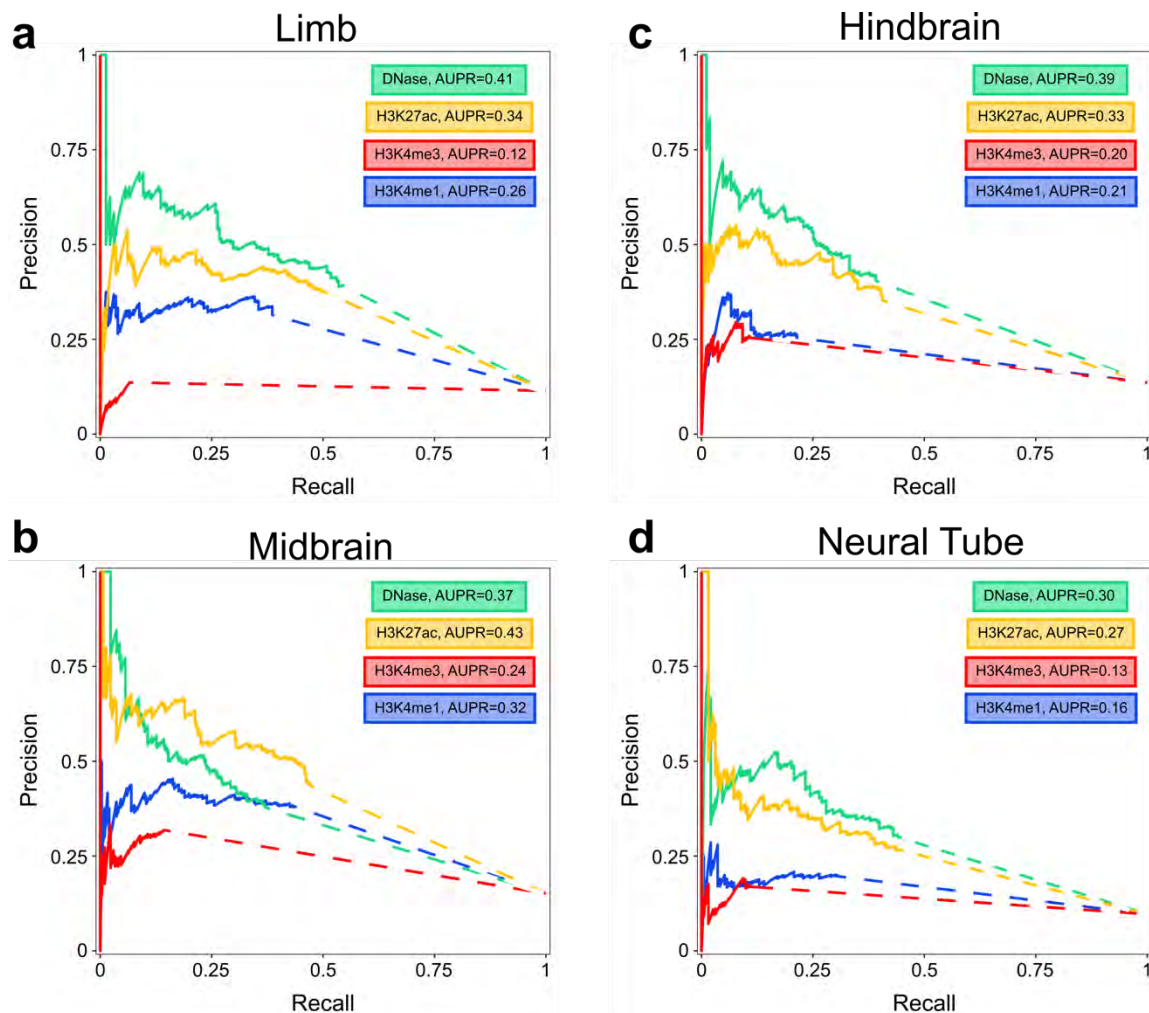 a
Limb
1
0.75
0.5
0.25
0
Precision
DNase, AUPR=0.41
H3K27ac, AUPR=0.34
H3K4me3, AUPR=0.12
H3K4me1, AUPR=0.26
0
0.25
0.5
0.75
1
Recall
c
Hindbrain
1
0.75
0.5
0.25
0
Precision
DNase, AUPR=0.39
H3K27ac, AUPR=0.33
H3K4me3, AUPR=0.20
H3K4me1, AUPR=0.21
0
0.25
0.5
0.75
1
Recall
b
Midbrain
1
0.75
0.5
0.25
0
Precision
DNase, AUPR=0.37
H3K27ac, AUPR=0.43
H3K4me3, AUPR=0.24
H3K4me1, AUPR=0.32
0
0.25
0.5
0.75
1
Recall
d
Neural Tube
1
0.75
0.5
0.25
0
Precision
DNase, AUPR=0.30
H3K27ac, AUPR=0.27
H3K4me3, AUPR=0.13
H3K4me1, AUPR=0.16
0
0.25
0.5
0.75
1
Recall